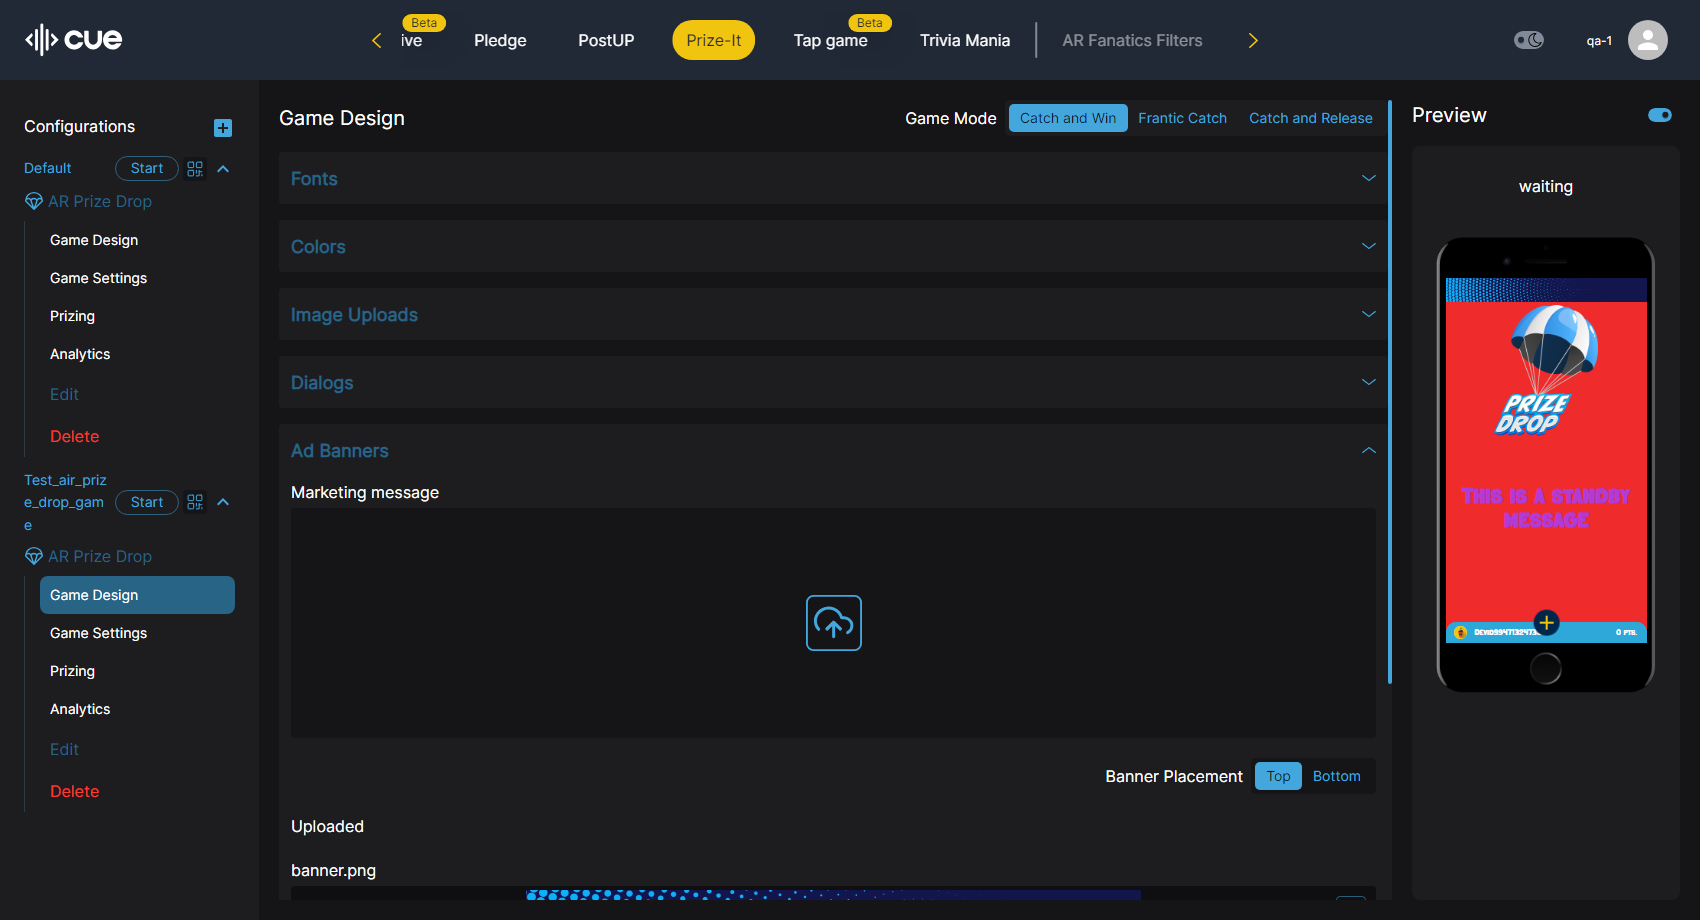 cue
Beta
ive
Pledge
PostUP
Prize-It
Beta
Tap game
Trivia Mania
AR Fanatics Filters
qa-1
Configurations
Default
Start
AR Prize Drop
Game Design
Game Settings
Prizing
Analytics
Edit
Delete
Test_air_priz
e_drop_gam
e
Start
AR Prize Drop
Game Design
Game Settings
Prizing
Analytics
Edit
Delete
Game Design
Game Mode
Catch and Win
Frantic Catch
Catch and Release
Fonts
Colors
Image Uploads
Dialogs
Ad Banners
Marketing message
Banner Placement
Top
Bottom
Uploaded
banner.png
Preview
waiting
PRIZE
DROP
THIS IS A STANDBY
MESSAGE
0 PTS.